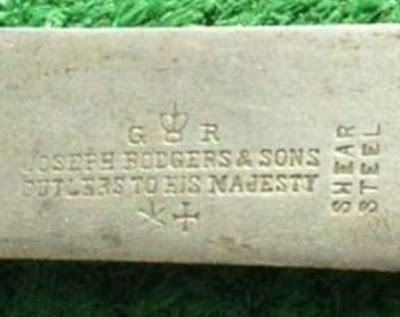 G R
JOSEPH RODGERS & SONS
CUTLERS TO HIS MAJESTY
SHEAR
STEEL